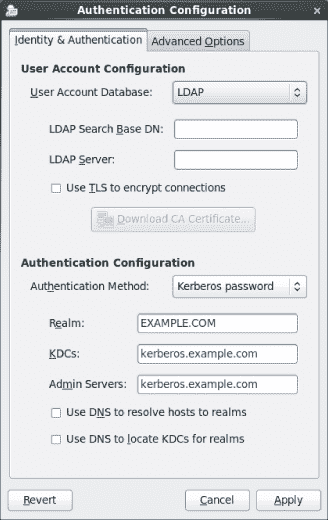 Authentication Configuration
Identity & Authentication
Advanced Options
User Account Configuration
User Account Database: LDAP
LDAP Search Base DN:
LDAP Server:
Use TLS to encrypt connections
Download CA Certificate...
Authentication Configuration
Authentication Method: Kerberos password
Realm: EXAMPLE.COM
KDCs: kerberos.example.com
Admin Servers: kerberos.example.com
Use DNS to resolve hosts to realms
Use DNS to locate KDCs for realms
Revert Cancel Apply